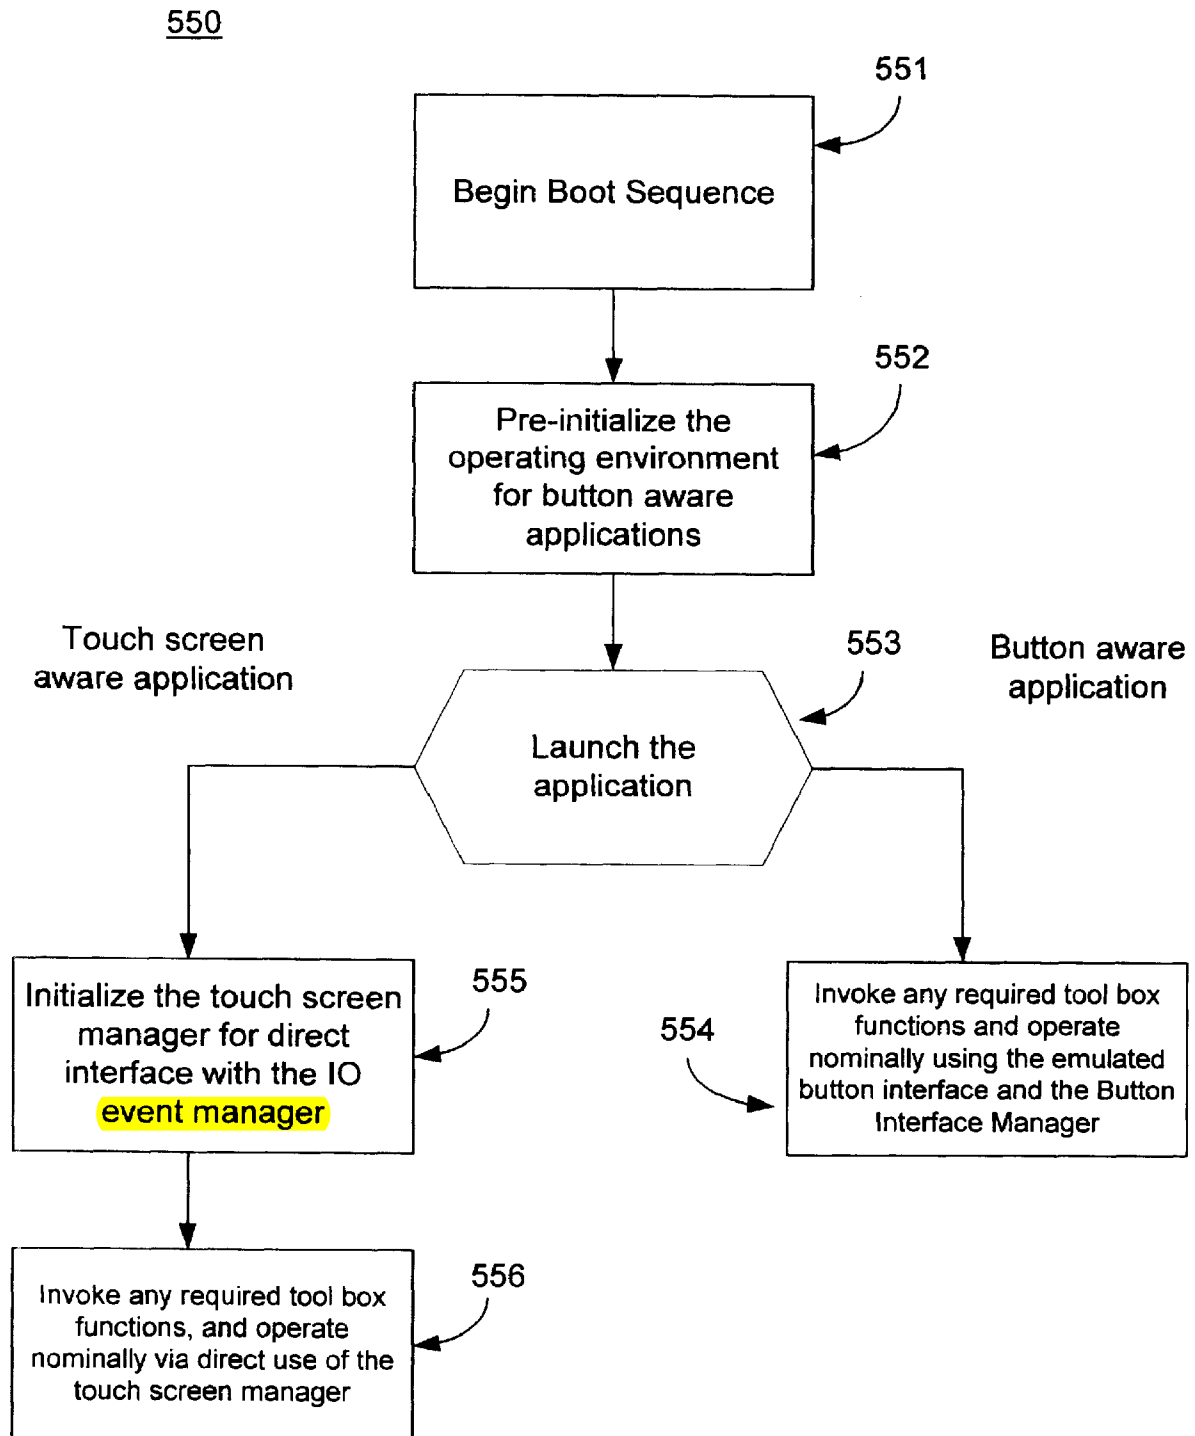 550
551
Begin Boot Sequence
552
Pre-initialize the
operating environment
for button aware
applications
Touch screen
aware application
553
Button aware
application
Launch the
application
555
Initialize the touch screen
manager for direct
interface with the IO
event manager
554
Invoke any required tool box
functions and operate
nominally using the emulated
button interface and the Button
Interface Manager
556
Invoke any required tool box
functions, and operate
nominally via direct use of the
touch screen manager